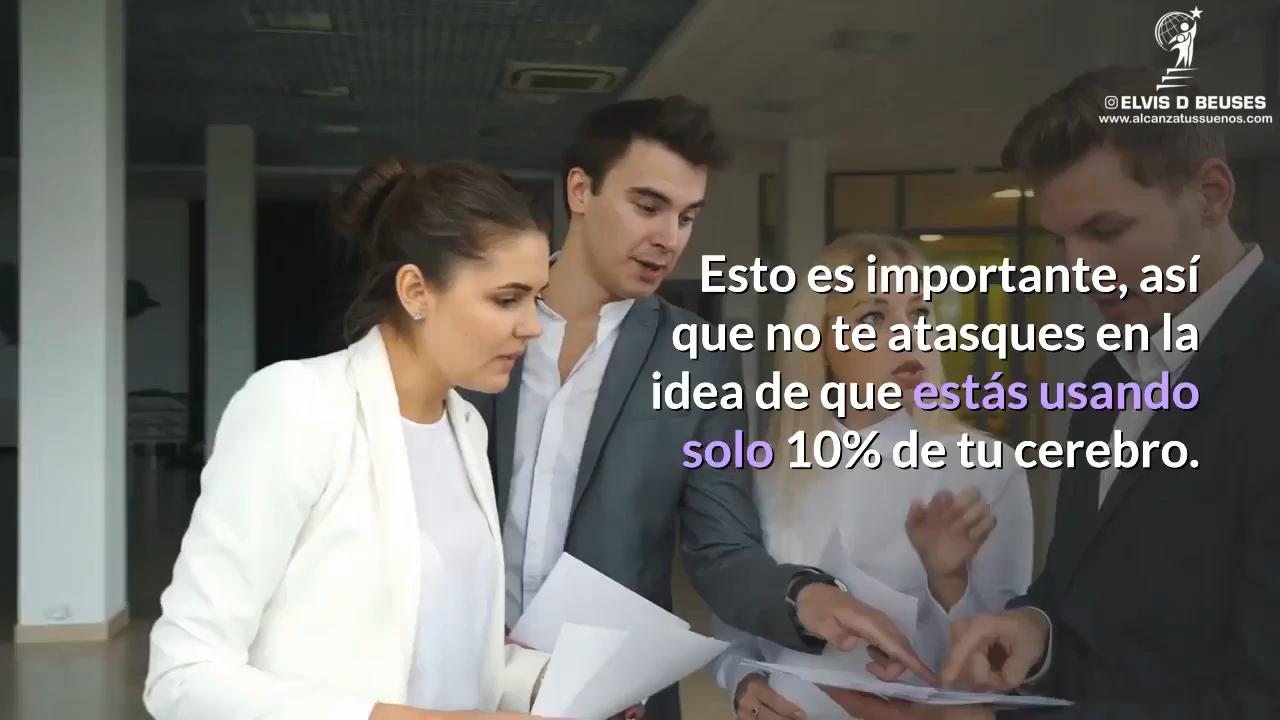 ELVIS D BEUSES
www.alcanzatussuenos.com
Esto es importante, así
que no te atasques en la
idea de que estás usando
solo 10% de tu cerebro.